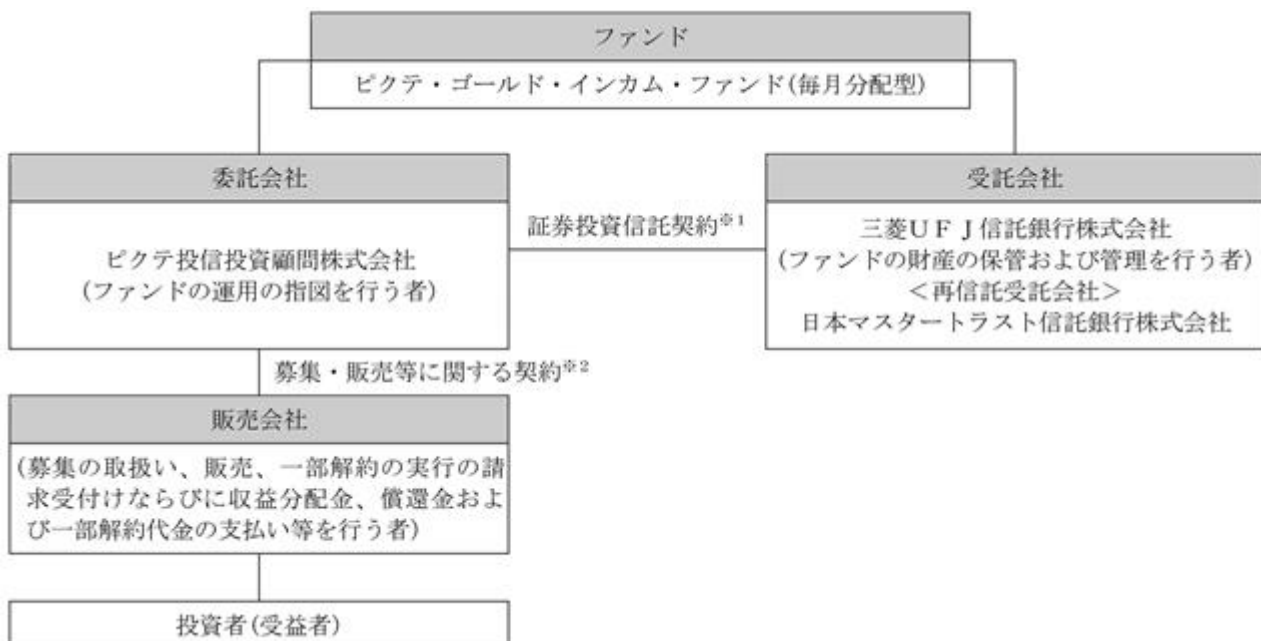 ファンド
ピクテ・ゴールド・インカム・ファンド(毎月分配型)
委託会社
ピクテ投信投資顧問株式会社
(ファンドの運用の指図を行う者)
証券投資信託契約※1
受託会社
三菱UFJ信託銀行株式会社
(ファンドの財産の保管および管理を行う者)
<再信託受託会社>
日本マスタートラスト信託銀行株式会社
募集・販売等に関する契約※2
販売会社
(募集の取扱い、販売、一部解約の実行の請
求受付けならびに収益分配金、償還金およ
び一部解約代金の支払い等を行う者)
投資者(受益者)